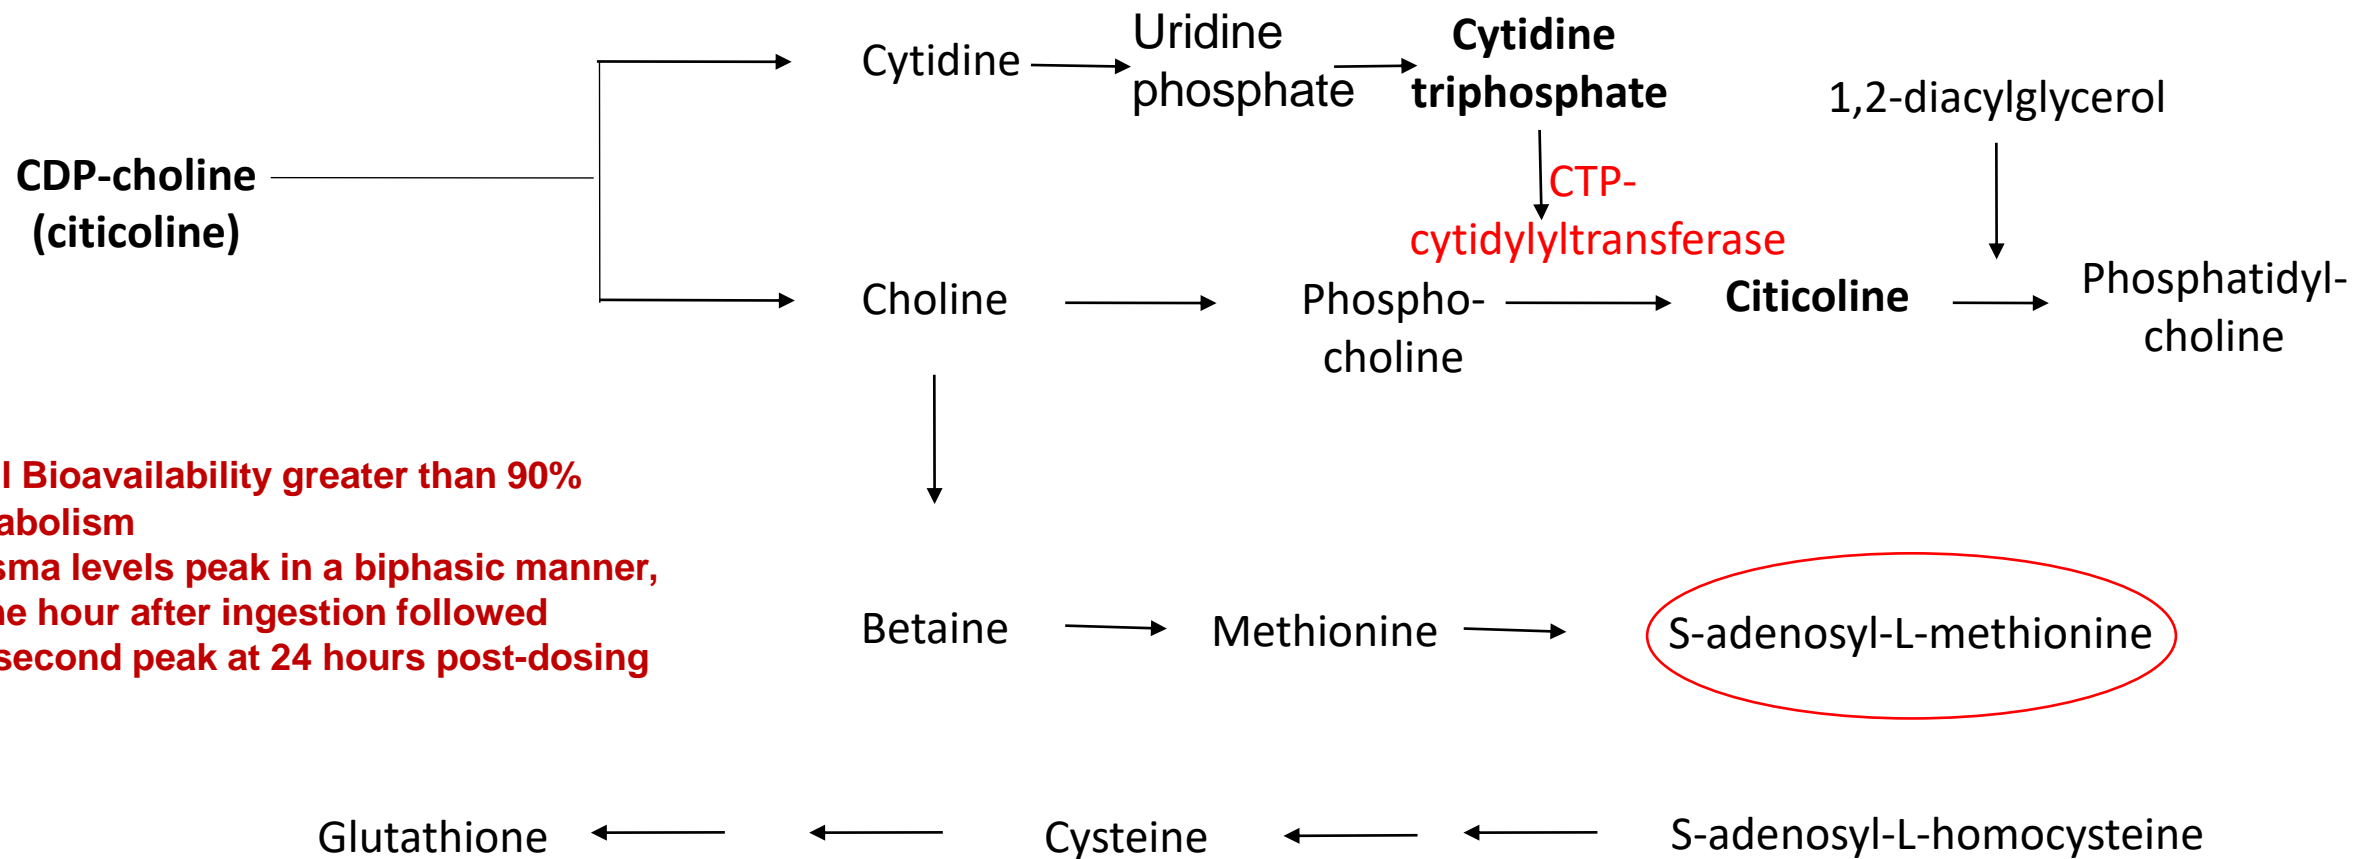 Cytidine
Uridine
phosphate
Cytidine
triphosphate
1,2-diacylglycerol
CDP-choline
(citicoline)
CTP-
cytidylyltransferase
Choline
Phospho-
choline
Citicoline
Phosphatidyl-
choline
l Bioavailability greater than 90%
abolism
sma levels peak in a biphasic manner,
ne hour after ingestion followed
second peak at 24 hours post-dosing
Betaine
Methionine
S-adenosyl-L-methionine
Glutathione
Cysteine
S-adenosyl-L-homocysteine